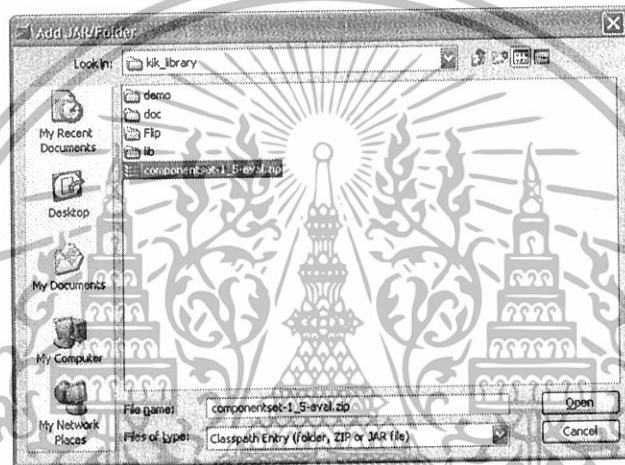 Add JAR/Folder
Look in:
kik_library
My Recent
Documents
Desktop
My Documents
My Computer
My Network
Places
demo
doc
Flip
lib
componentset-1_5-eval.zip
File name:
componentset-1_5-eval.zip
Open
Files of type:
Classpath Entry (folder, ZIP or JAR file)
Cancel